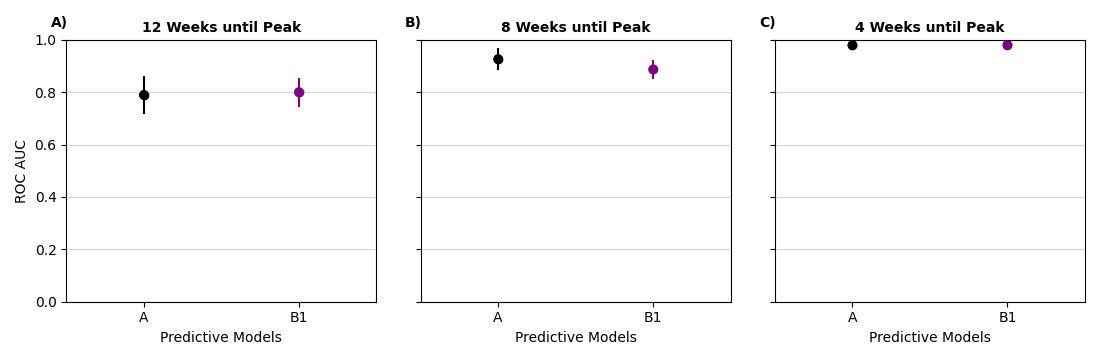 A)
12 Weeks until Peak
B)
8 Weeks until Peak
C)
4 Weeks until Peak
ROC AUC
1.0
0.8
0.6
0.4
0.2
0.0
A
B1
Predictive Models
A
B1
Predictive Models
A
B1
Predictive Models